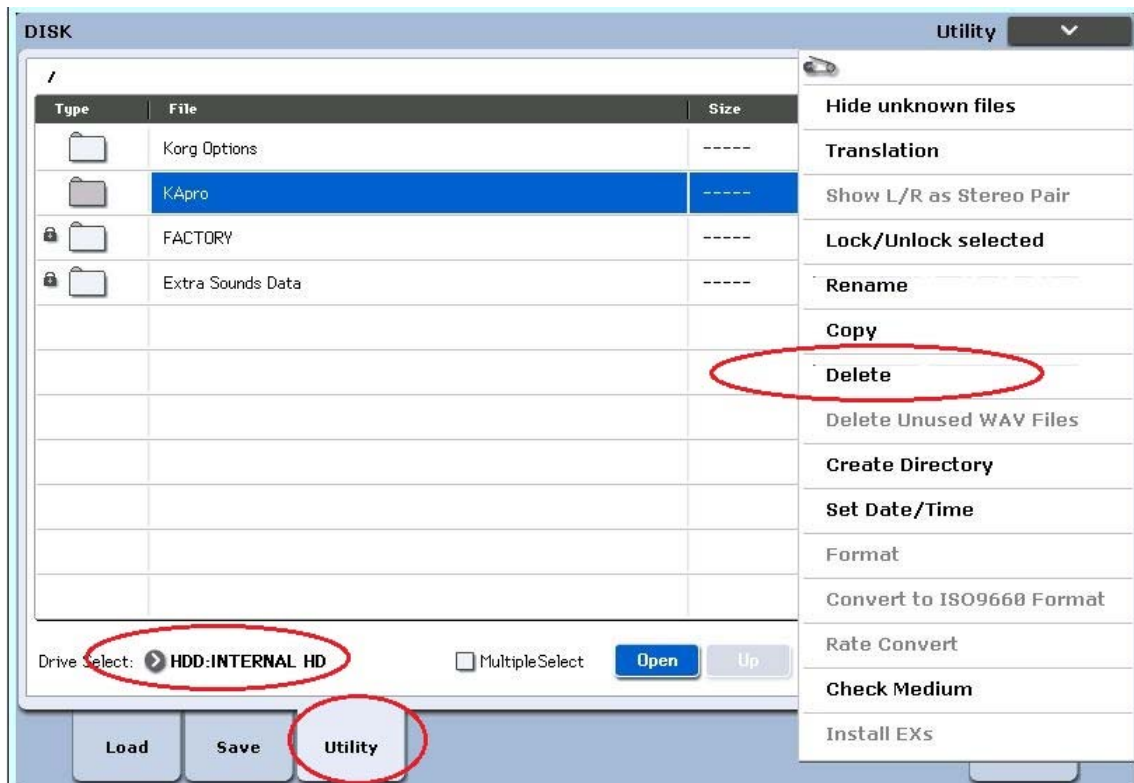 DISK
Utility
/
Type File Size
Korg Options -----
KApro -----
FACTORY -----
Extra Sounds Data -----
Hide unknown files
Translation
Show L/R as Stereo Pair
Lock/Unlock selected
Rename
Copy
Delete
Delete Unused WAV Files
Create Directory
Set Date/Time
Format
Convert to ISO9660 Format
Rate Convert
Check Medium
Install EXs
Drive Select: HDD:INTERNAL HD Multiple Select Open Up
Load Save Utility